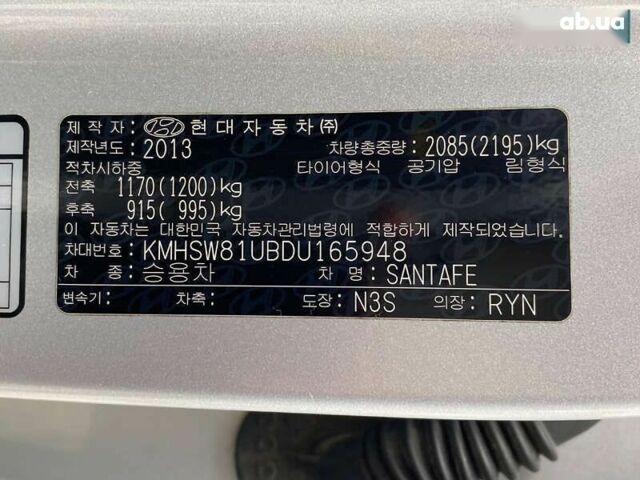 ab.ua
제 작 자 : 현대자동차㈜
제작년도: 2013 차량총중량: 2085(2195)kg
적차시하중 타이어형식 공기압 림형식
전축 1170(1200)kg
후축 915( 995)kg
이 자동차는 대한민국 자동차관리법령에 적합하게 제작되었습니다.
차대번호: KMHSW81UBDU165948
차 종: 승용차 차 명: SANTAFE
변속기: 차축: 도장: N3S 의장: RYN